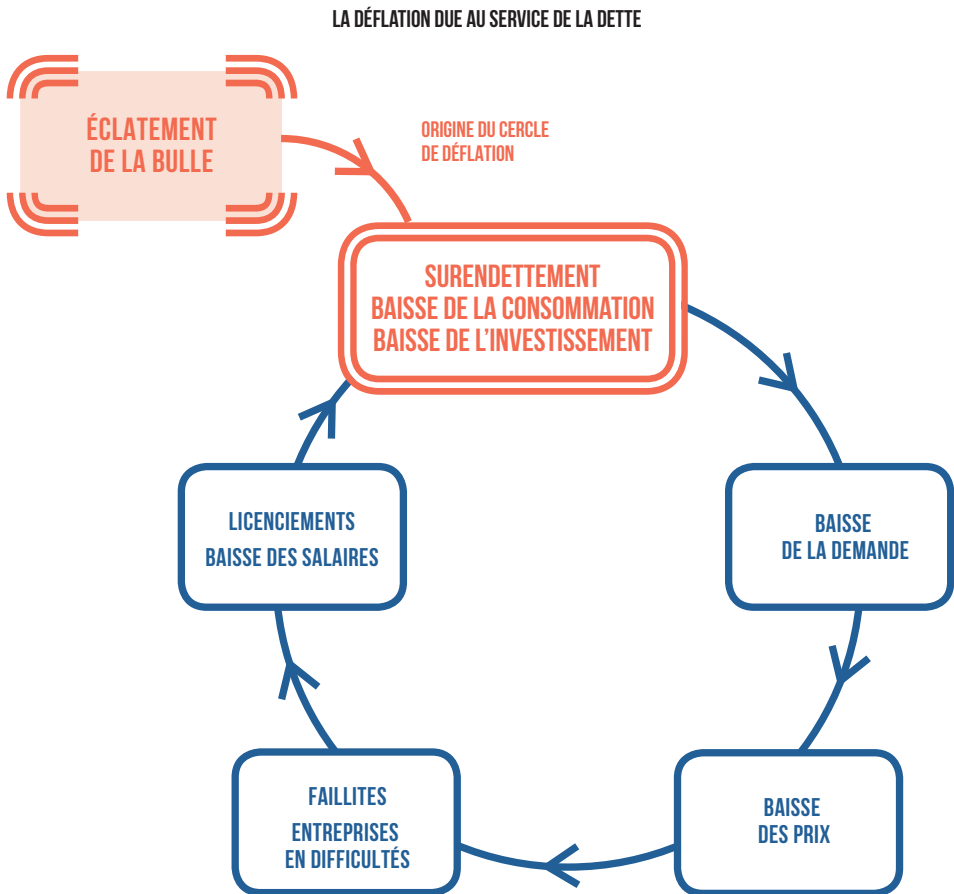 LA DÉFLATION DUE AU SERVICE DE LA DETTE
ÉCLATEMENT
DE LA BULLE
ORIGINE DU CERCLE
DE DÉFLATION
SURENDETTEMENT
BAISSE DE LA CONSOMMATION
BAISSE DE L’INVESTISSEMENT
BAISSE
DE LA DEMANDE
BAISSE
DES PRIX
FAILLITES
ENTREPRISES
EN DIFFICULTÉS
LICENCIEMENTS
BAISSE DES SALAIRES